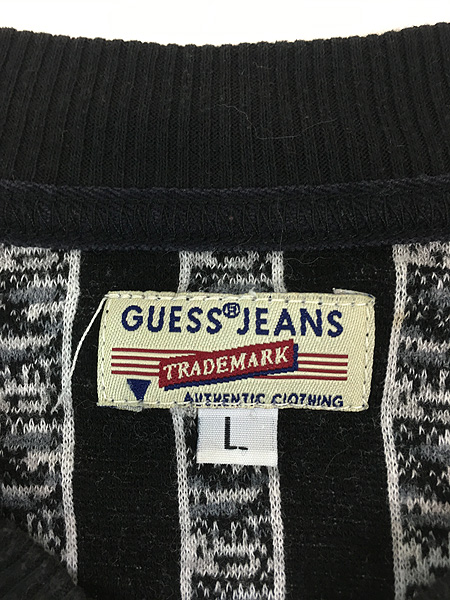 GUESS® JEANS
TRADEMARK
AUTHENTIC CLOTHING
L